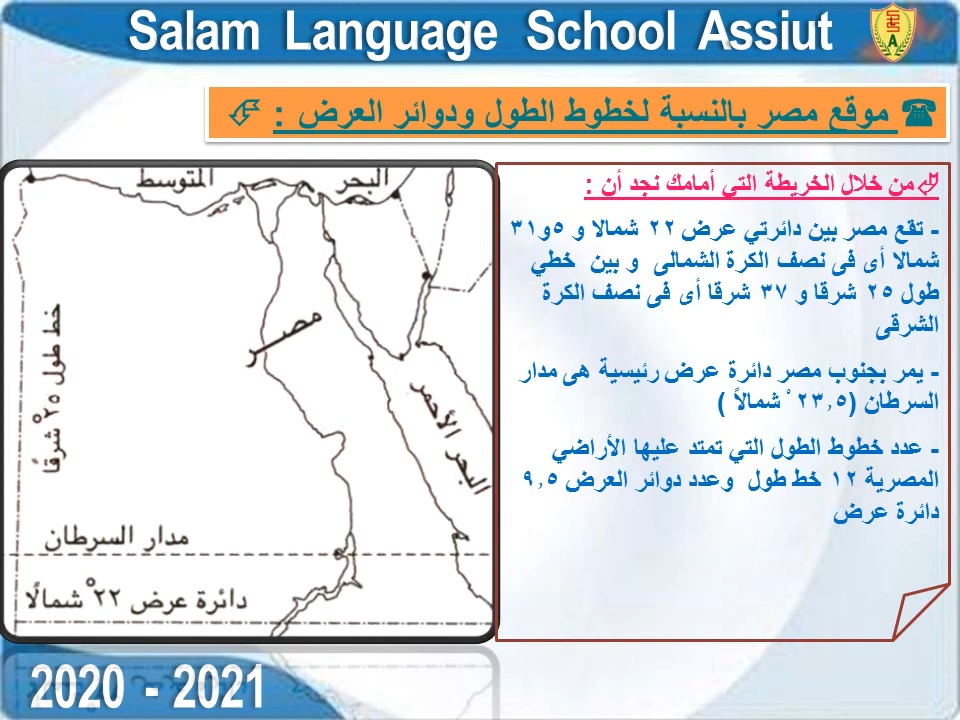 Salam Language School Assiut
موقع مصر بالنسبة لخطوط الطول ودوائر العرض :
من خلال الخريطة التي أمامك نجد أن :
- تقع مصر بين دائرتي عرض ٢٢ شمالا و ٥و٣١
شمالا أى فى نصف الكرة الشمالى و بين خطي
طول ٢٥ شرقا و ٣٧ شرقا أى فى نصف الكرة
الشرقى
- يمر بجنوب مصر دائرة عرض رئيسية هى مدار
السرطان (٢٣,٥ ° شمالاً )
- عدد خطوط الطول التي تمتد عليها الأراضي
المصرية ١٢ خط طول وعدد دوائر العرض ٩,٥
دائرة عرض
البحر المتوسط
خط طول ٢٥° شرقًا
مصر
البحر الأحمر
مدار السرطان
دائرة عرض ٢٢° شمالًا
2020 - 2021